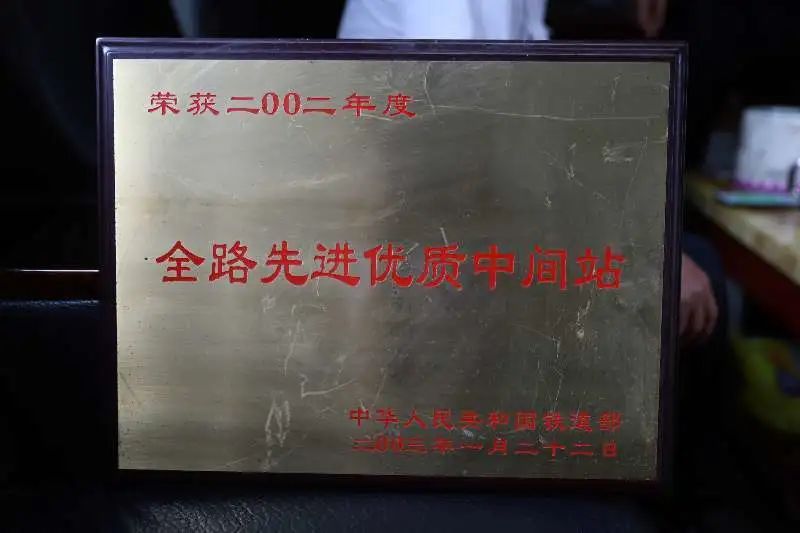 荣获二00二年度
全路先进优质中间站
中华人民共和国铁道部
二00三年一月二十二日